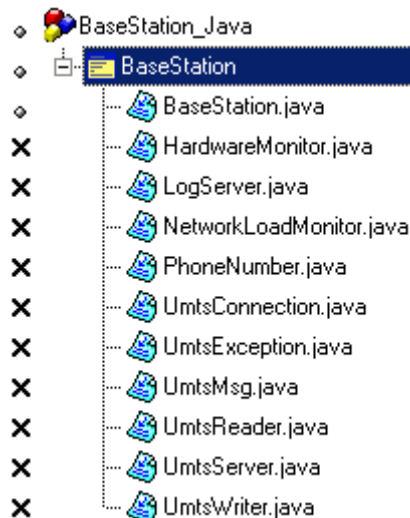 BaseStation_Java
BaseStation
BaseStation.java
HardwareMonitor.java
LogServer.java
NetworkLoadMonitor.java
PhoneNumber.java
UmtsConnection.java
UmtsException.java
UmtsMsg.java
UmtsReader.java
UmtsServer.java
UmtsWriter.java